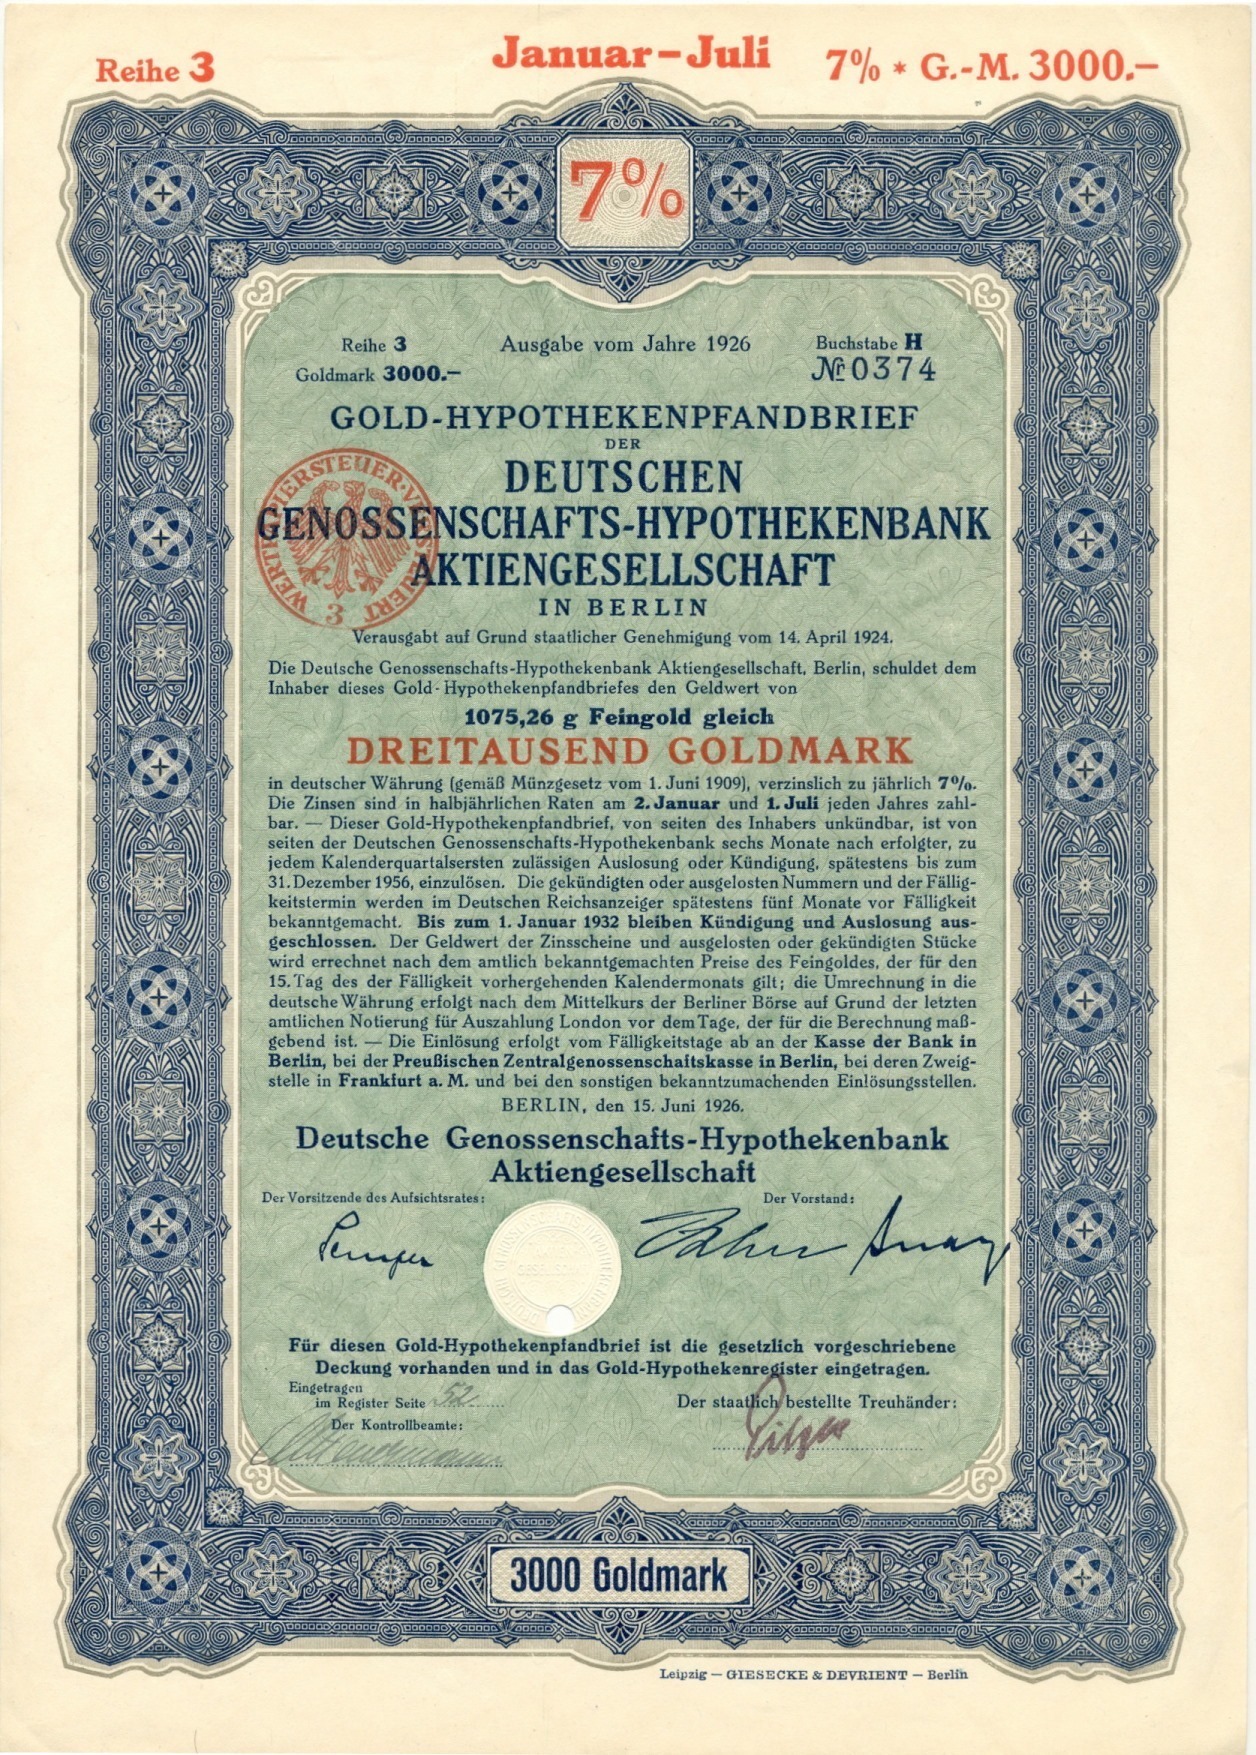 Reihe 3
Januar–Juli
7% * G.-M. 3000.–
7%
Reihe 3
Ausgabe vom Jahre 1926
Buchstabe H
Goldmark 3000.–
№ 0374
GOLD-HYPOTHEKENPFANDBRIEF
DER
DEUTSCHEN
GENOSSENSCHAFTS-HYPOTHEKENBANK
AKTIENGESELLSCHAFT
IN BERLIN
WERTPAPIERSTEUER · VERSTEUERT 3
Verausgabt auf Grund staatlicher Genehmigung vom 14. April 1924.
Die Deutsche Genossenschafts-Hypothekenbank Aktiengesellschaft, Berlin, schuldet dem
Inhaber dieses Gold-Hypothekenpfandbriefes den Geldwert von
1075,26 g Feingold gleich
DREITAUSEND GOLDMARK
in deutscher Währung (gemäß Münzgesetz vom 1. Juni 1909), verzinslich zu jährlich 7%.
Die Zinsen sind in halbjährlichen Raten am 2. Januar und 1. Juli jeden Jahres zahl-
bar. — Dieser Gold-Hypothekenpfandbrief, von seiten des Inhabers unkündbar, ist von
seiten der Deutschen Genossenschafts-Hypothekenbank sechs Monate nach erfolgter, zu
jedem Kalenderquartalsersten zulässigen Auslosung oder Kündigung, spätestens bis zum
31. Dezember 1956, einzulösen. Die gekündigten oder ausgelosten Nummern und der Fällig-
keitstermin werden im Deutschen Reichsanzeiger spätestens fünf Monate vor Fälligkeit
bekanntgemacht. Bis zum 1. Januar 1932 bleiben Kündigung und Auslosung aus-
geschlossen. Der Geldwert der Zinsscheine und ausgelosten oder gekündigten Stücke
wird errechnet nach dem amtlich bekanntgemachten Preise des Feingoldes, der für den
15. Tag des der Fälligkeit vorhergehenden Kalendermonats gilt; die Umrechnung in die
deutsche Währung erfolgt nach dem Mittelkurs der Berliner Börse auf Grund der letzten
amtlichen Notierung für Auszahlung London vor dem Tage, der für die Berechnung maß-
gebend ist. — Die Einlösung erfolgt vom Fälligkeitstage ab an der Kasse der Bank in
Berlin, bei der Preußischen Zentralgenossenschaftskasse in Berlin, bei deren Zweig-
stelle in Frankfurt a. M. und bei den sonstigen bekanntzumachenden Einlösungsstellen.
BERLIN, den 15. Juni 1926.
Deutsche Genossenschafts-Hypothekenbank
Aktiengesellschaft
Der Vorsitzende des Aufsichtsrates:
Der Vorstand:
Für diesen Gold-Hypothekenpfandbrief ist die gesetzlich vorgeschriebene
Deckung vorhanden und in das Gold-Hypothekenregister eingetragen.
Eingetragen
im Register Seite 52
Der staatlich bestellte Treuhänder:
Der Kontrollbeamte:
3000 Goldmark
Leipzig — GIESECKE & DEVRIENT — Berlin